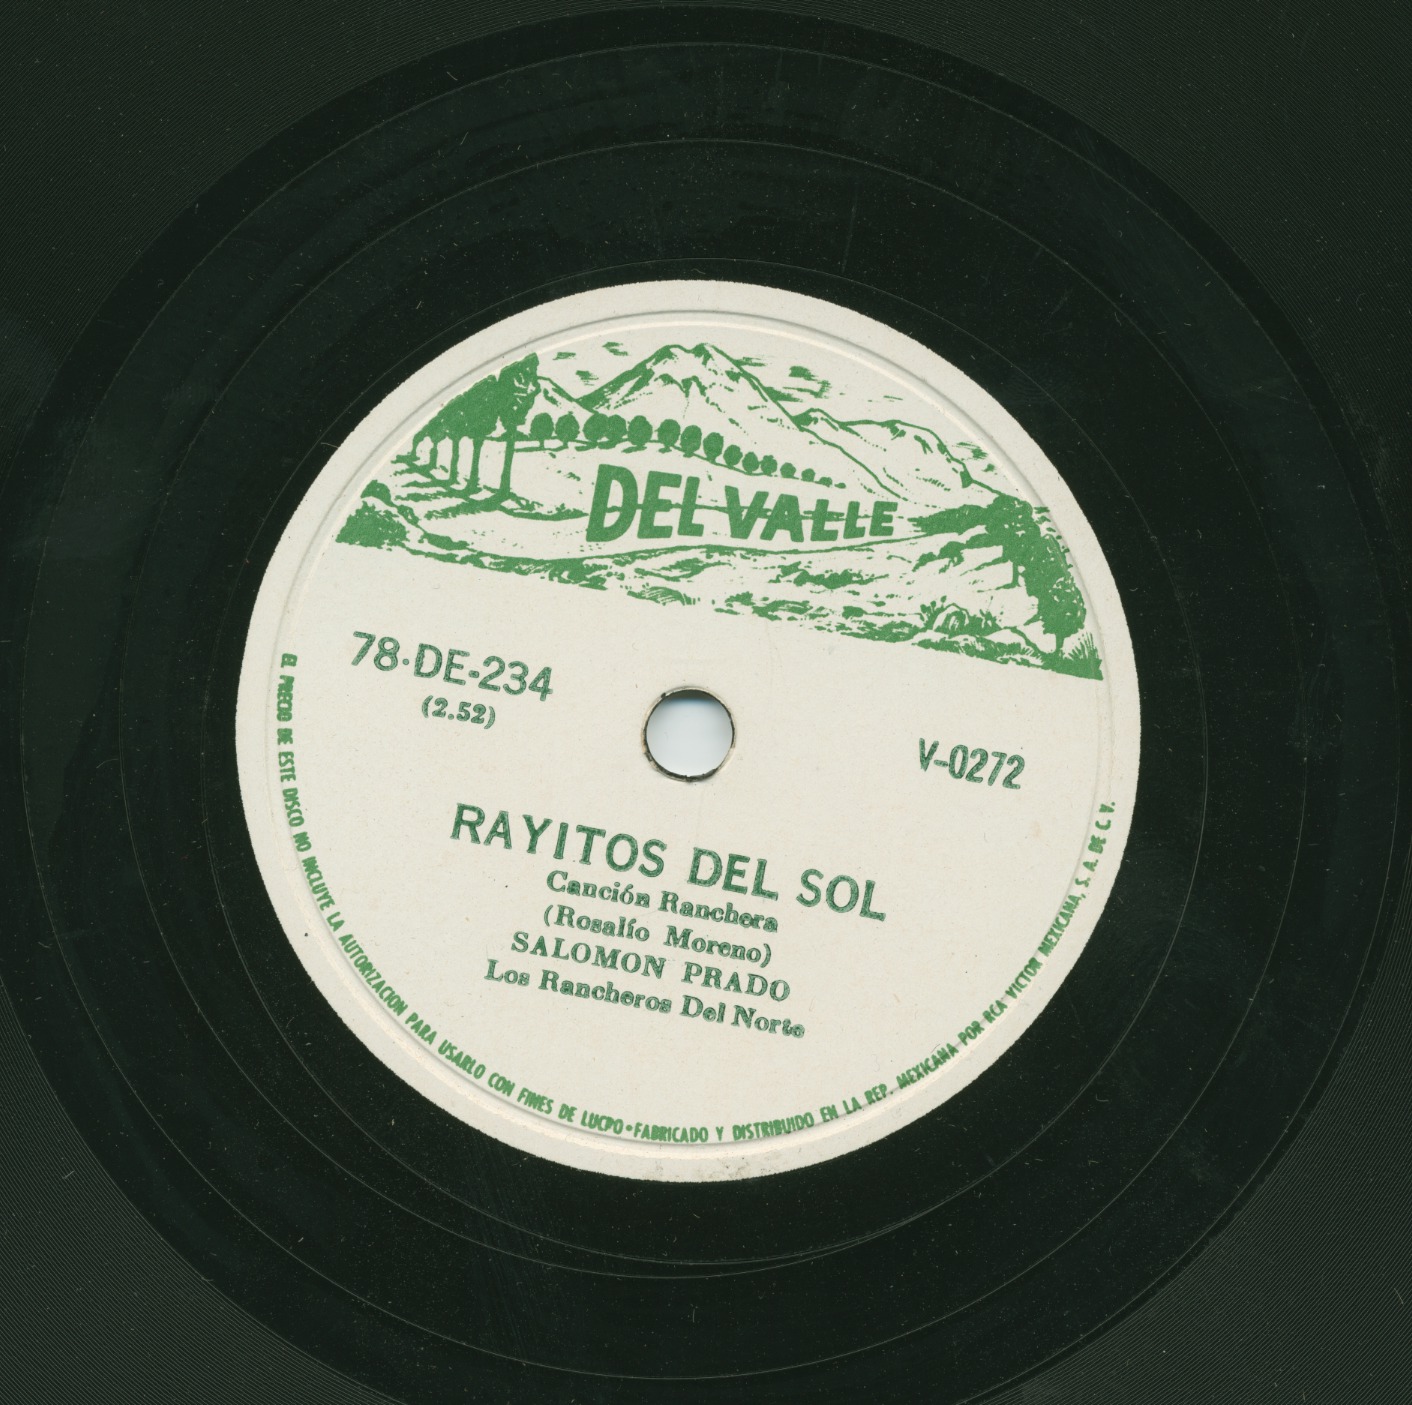 DEL VALLE
78-DE-234
(2.52)
V-0272
RAYITOS DEL SOL
Canción Ranchera
(Rosalío Moreno)
SALOMON PRADO
Los Rancheros Del Norte
EL PRECIO DE ESTE DISCO NO INCLUYE LA AUTORIZACION PARA USARLO CON FINES DE LUCPO • FABRICADO Y DISTRIBUIDO EN LA REP. MEXICANA POR RCA VICTOR MEXICANA, S. A. DE C. V.